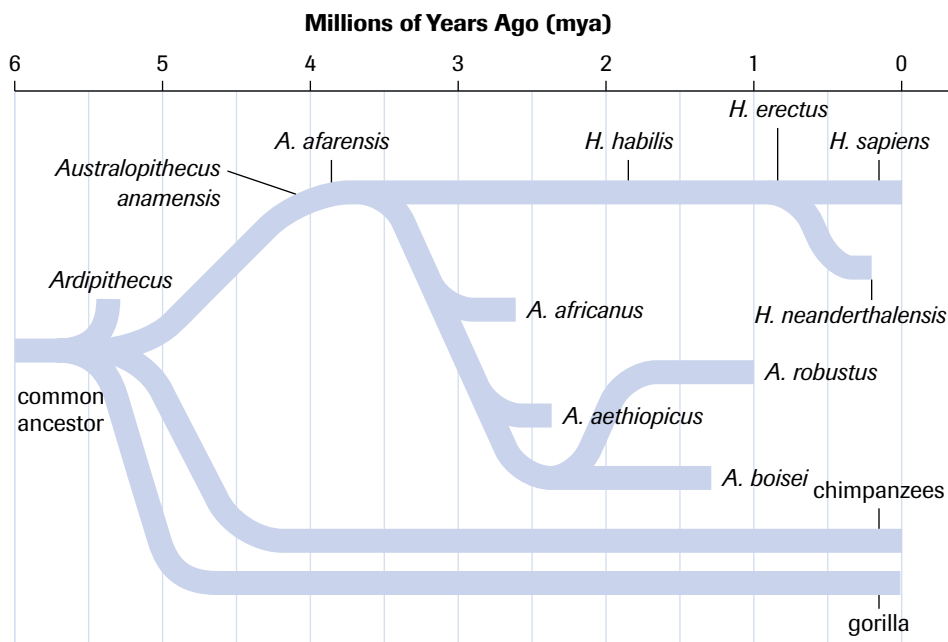 Millions of Years Ago (mya)
6 5 4 3 2 1 0
H. erectus
A. afarensis
H. habilis
H. sapiens
Australopithecus
anamensis
Ardipithecus
A. africanus
H. neanderthalensis
A. robustus
common
ancestor
A. aethiopicus
A. boisei
chimpanzees
gorilla